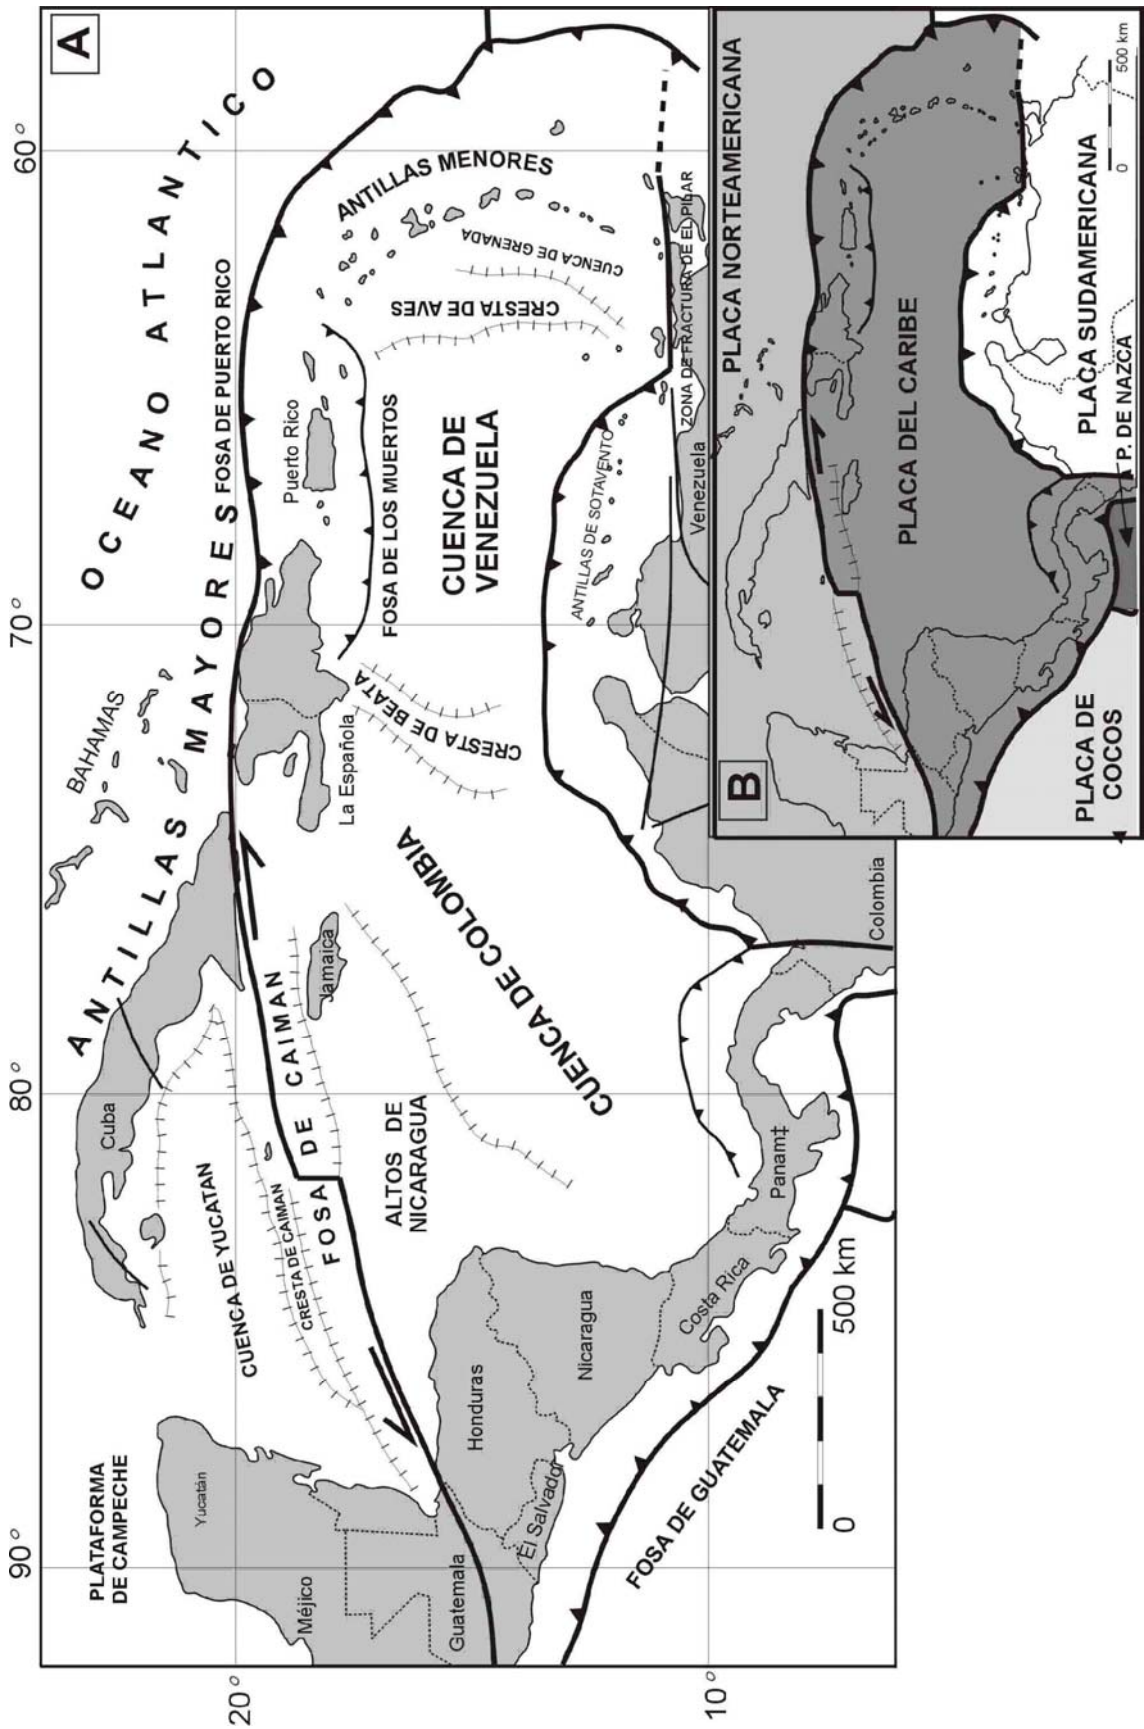 A
90°
80°
70°
60°
20°
10°
OCEANO ATLANTICO
BAHAMAS
ANTILLAS MAYORES
FOSA DE PUERTO RICO
PLATAFORMA
DE CAMPECHE
Yucatán
Méjico
Guatemala
Cuba
CUENCA DE YUCATAN
CRESTA DE CAIMAN
FOSA DE CAIMAN
Jamaica
La Española
Puerto Rico
ANTILLAS MENORES
FOSA DE LOS MUERTOS
CRESTA DE BEATA
CUENCA DE
VENEZUELA
CRESTA DE AVES
CUENCA DE GRENADA
ALTOS DE
NICARAGUA
CUENCA DE COLOMBIA
Honduras
El Salvador
Nicaragua
Costa Rica
Panam‡
Colombia
Venezuela
ANTILLAS DE SOTAVENTO
ZONA DE FRACTURA DE EL PILAR
FOSA DE GUATEMALA
0
500 km
B
PLACA NORTEAMERICANA
PLACA DEL CARIBE
PLACA SUDAMERICANA
P. DE NAZCA
PLACA DE
COCOS
0
500 km